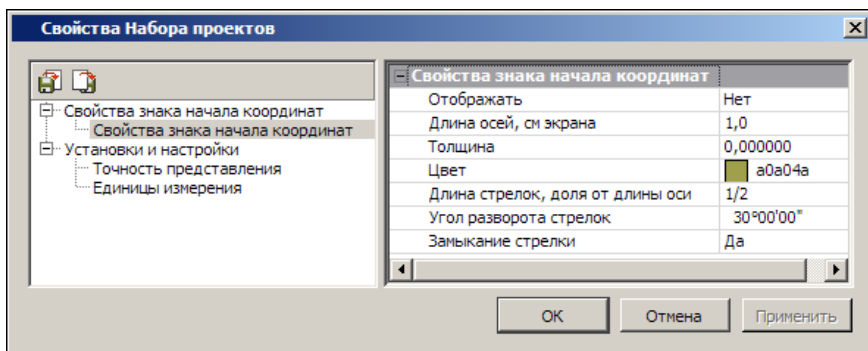 Свойства Набора проектов
Свойства знака начала координат
Свойства знака начала координат
Установки и настройки
Точность представления
Единицы измерения
Свойства знака начала координат
Отображать Нет
Длина осей, см экрана 1,0
Толщина 0,000000
Цвет a0a04a
Длина стрелок, доля от длины оси 1/2
Угол разворота стрелок 30°00'00"
Замыкание стрелки Да
ОК Отмена Применить